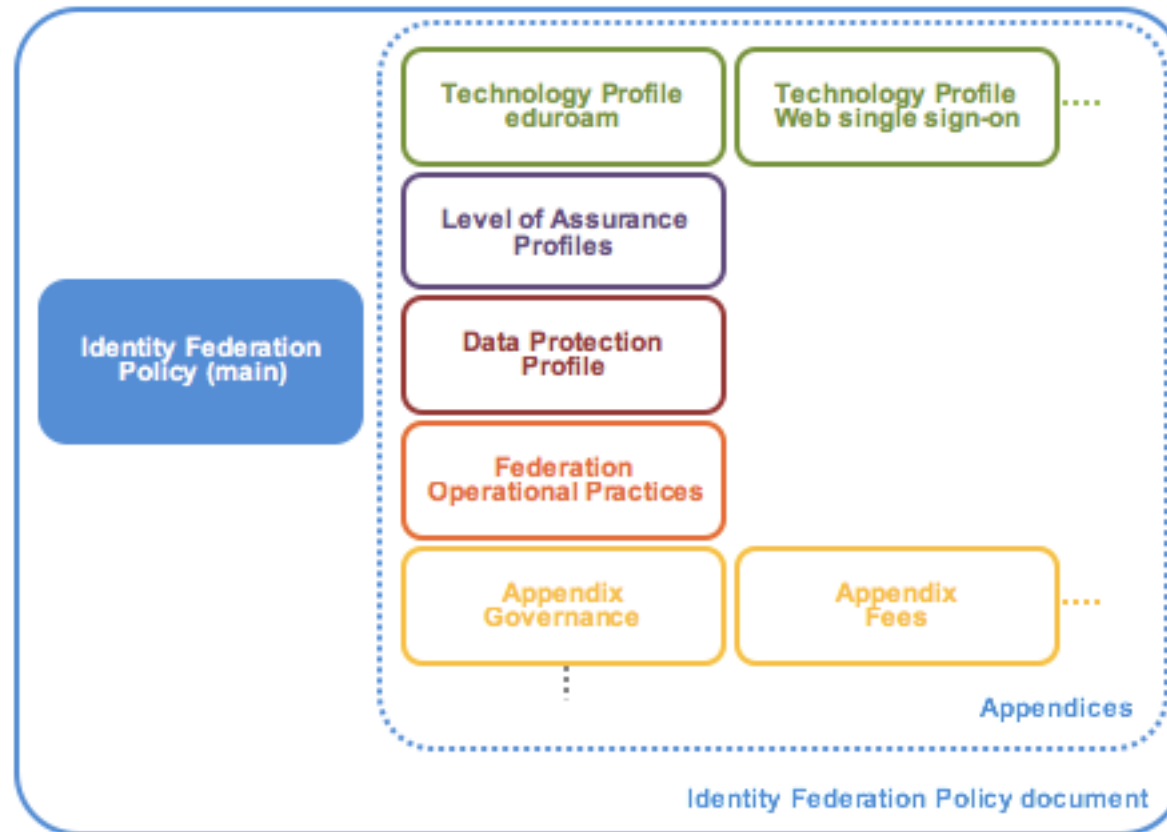 Technology Profile
eduroam
Technology Profile
Web single sign-on
Level of Assurance
Profiles
Identity Federation
Policy (main)
Data Protection
Profile
Federation
Operational Practices
Appendix
Governance
Appendix
Fees
Appendices
Identity Federation Policy document